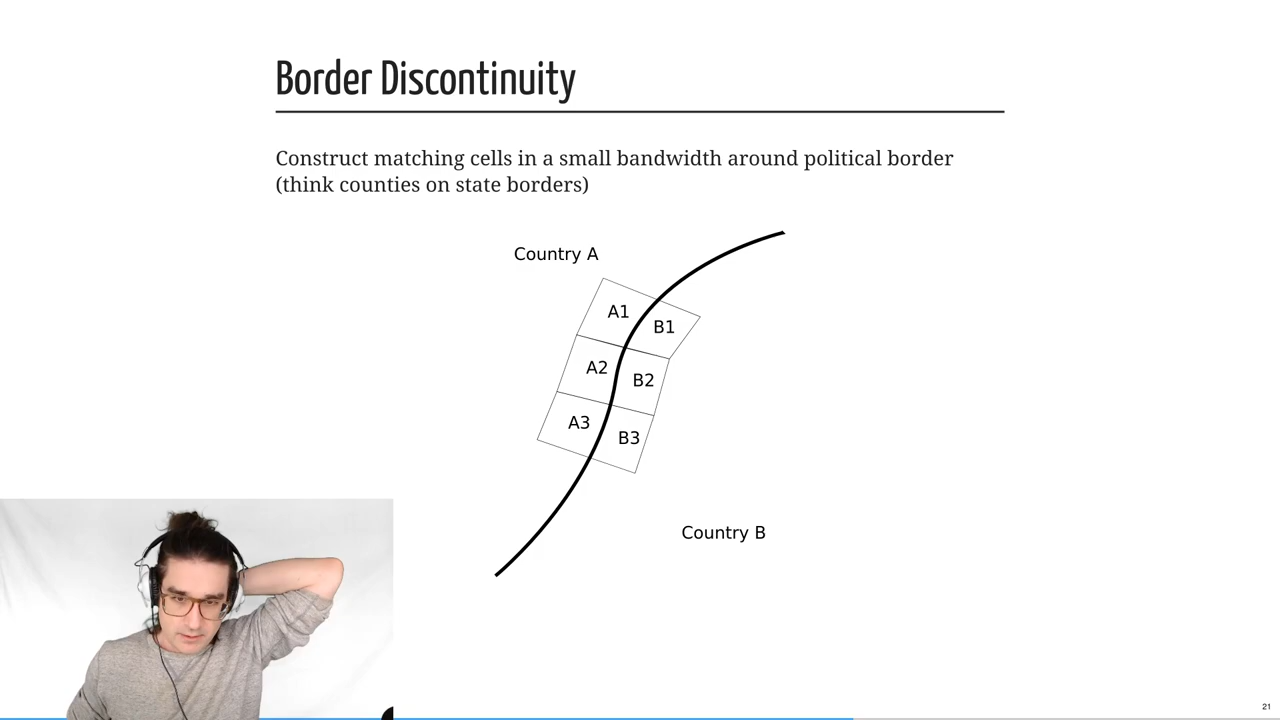 Border Discontinuity
Construct matching cells in a small bandwidth around political border
(think counties on state borders)
Country A
A1
B1
A2
B2
A3
B3
Country B
21